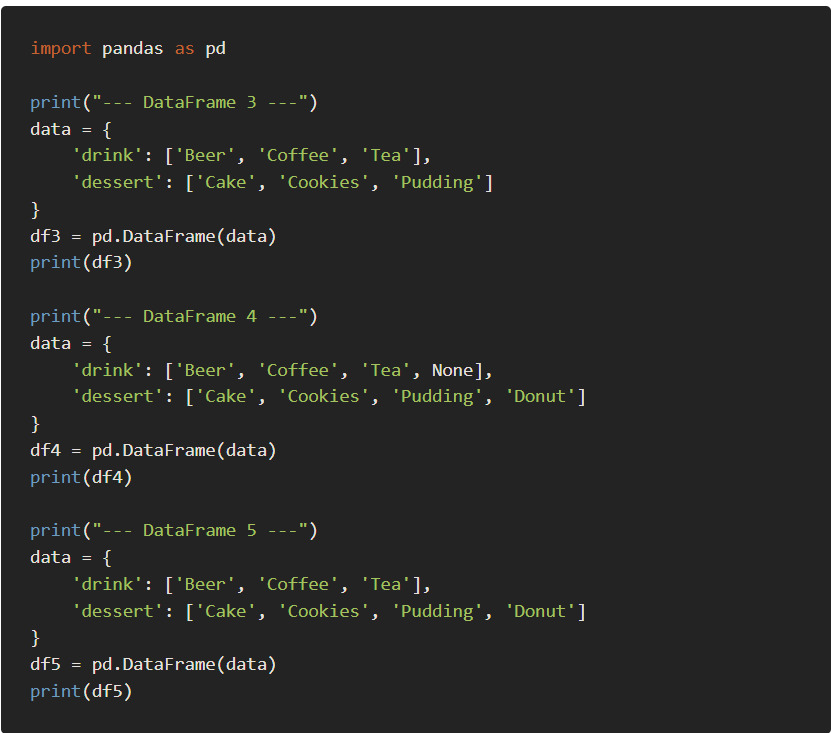 import pandas as pd
print("--- DataFrame 3 ---")
data = {
    'drink': ['Beer', 'Coffee', 'Tea'],
    'dessert': ['Cake', 'Cookies', 'Pudding']
}
df3 = pd.DataFrame(data)
print(df3)
print("--- DataFrame 4 ---")
data = {
    'drink': ['Beer', 'Coffee', 'Tea', None],
    'dessert': ['Cake', 'Cookies', 'Pudding', 'Donut']
}
df4 = pd.DataFrame(data)
print(df4)
print("--- DataFrame 5 ---")
data = {
    'drink': ['Beer', 'Coffee', 'Tea'],
    'dessert': ['Cake', 'Cookies', 'Pudding', 'Donut']
}
df5 = pd.DataFrame(data)
print(df5)